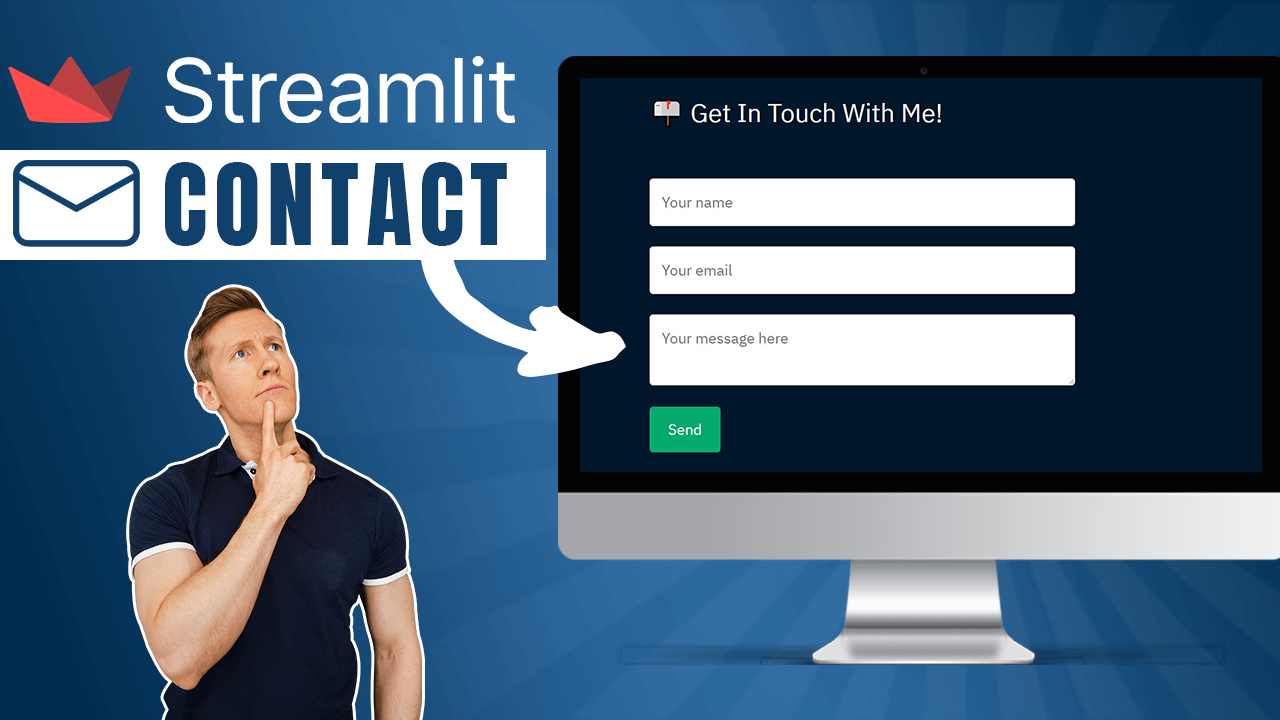 Streamlit
CONTACT
📫 Get In Touch With Me!
Your name
Your email
Your message here
Send